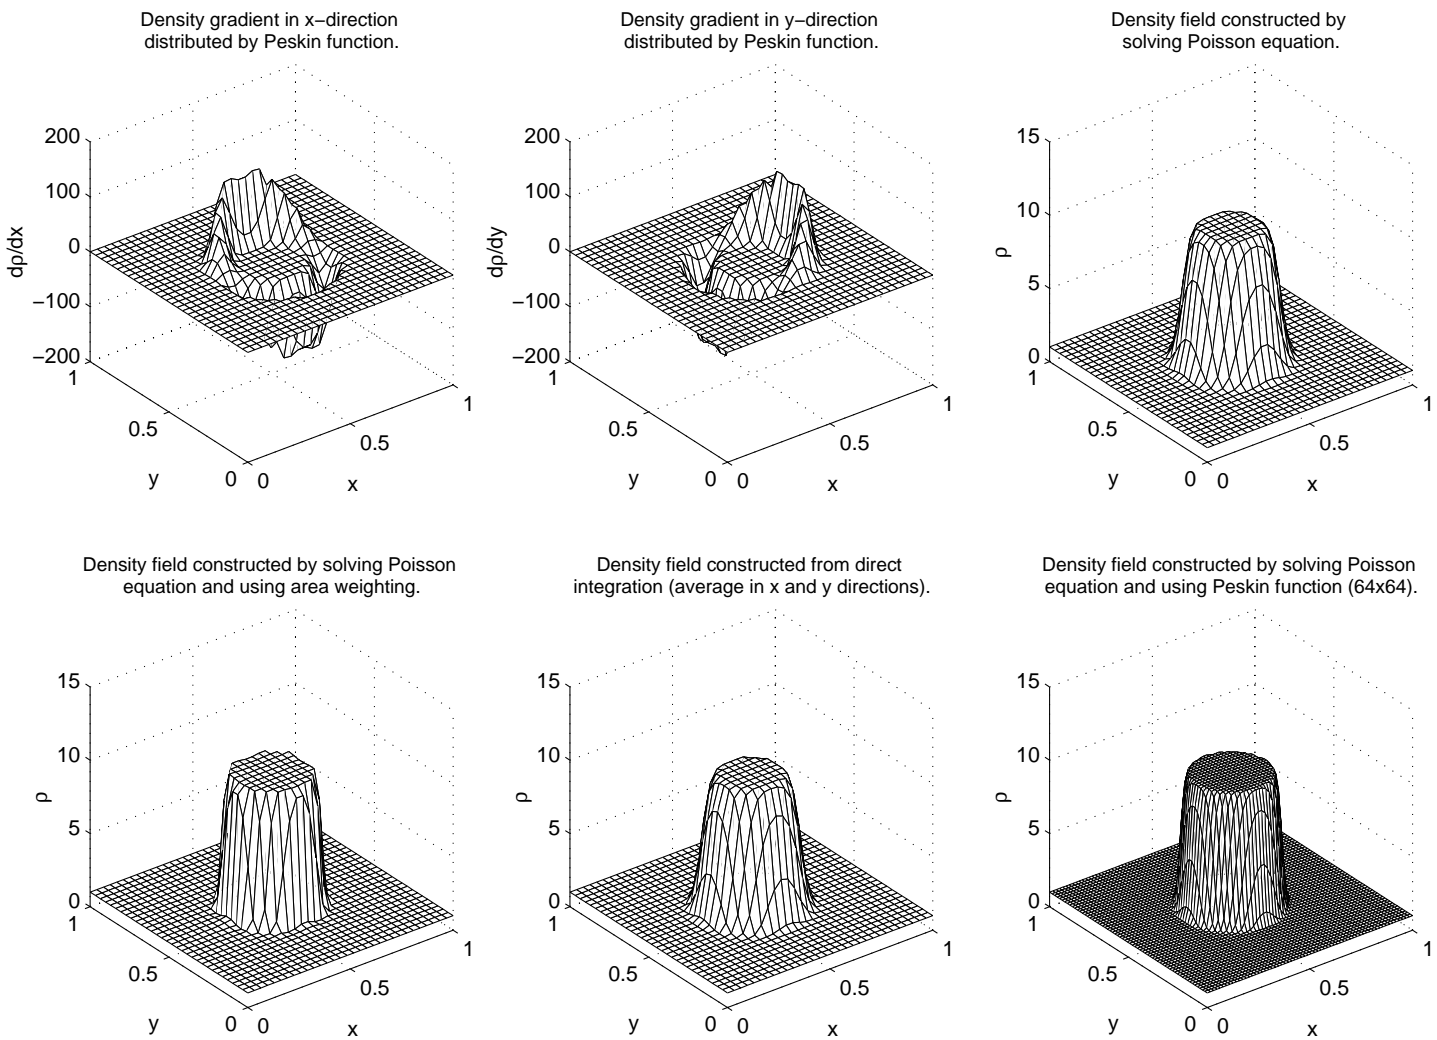 Density gradient in x−direction
distributed by Peskin function.
200
100
0
−100
−200
dρ/dx
1
0.5
0
y
0
0.5
1
x
Density gradient in y−direction
distributed by Peskin function.
200
100
0
−100
−200
dρ/dy
1
0.5
0
y
0
0.5
1
x
Density field constructed by
solving Poisson equation.
15
10
5
0
ρ
1
0.5
0
y
0
0.5
1
x
Density field constructed by solving Poisson
equation and using area weighting.
15
10
5
0
ρ
1
0.5
0
y
0
0.5
1
x
Density field constructed from direct
integration (average in x and y directions).
15
10
5
0
ρ
1
0.5
0
y
0
0.5
1
x
Density field constructed by solving Poisson
equation and using Peskin function (64x64).
15
10
5
0
ρ
1
0.5
0
y
0
0.5
1
x